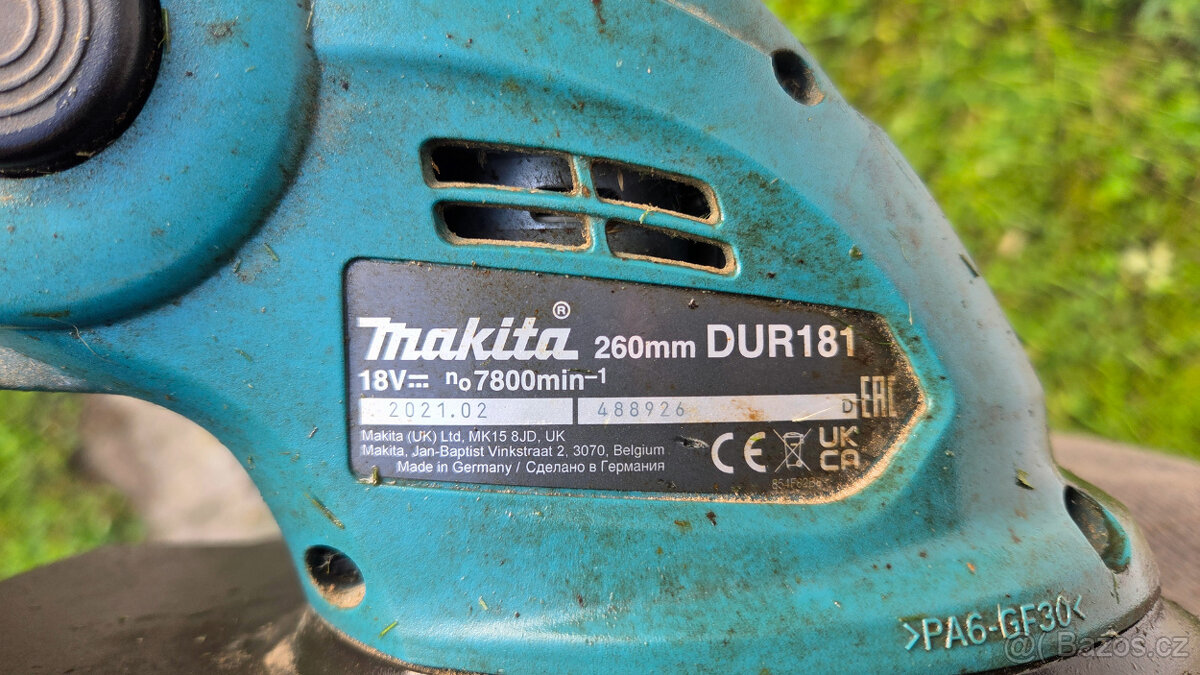 makita® 260mm DUR181
18V⎓ n₀7800min⁻¹
2021.02 488926 D EAC
Makita (UK) Ltd, MK15 8JD, UK
Makita, Jan-Baptist Vinkstraat 2, 3070, Belgium
Made in Germany / Сделано в Германия
CE UK CA
>PA6-GF30<
@ Bazoš.cz